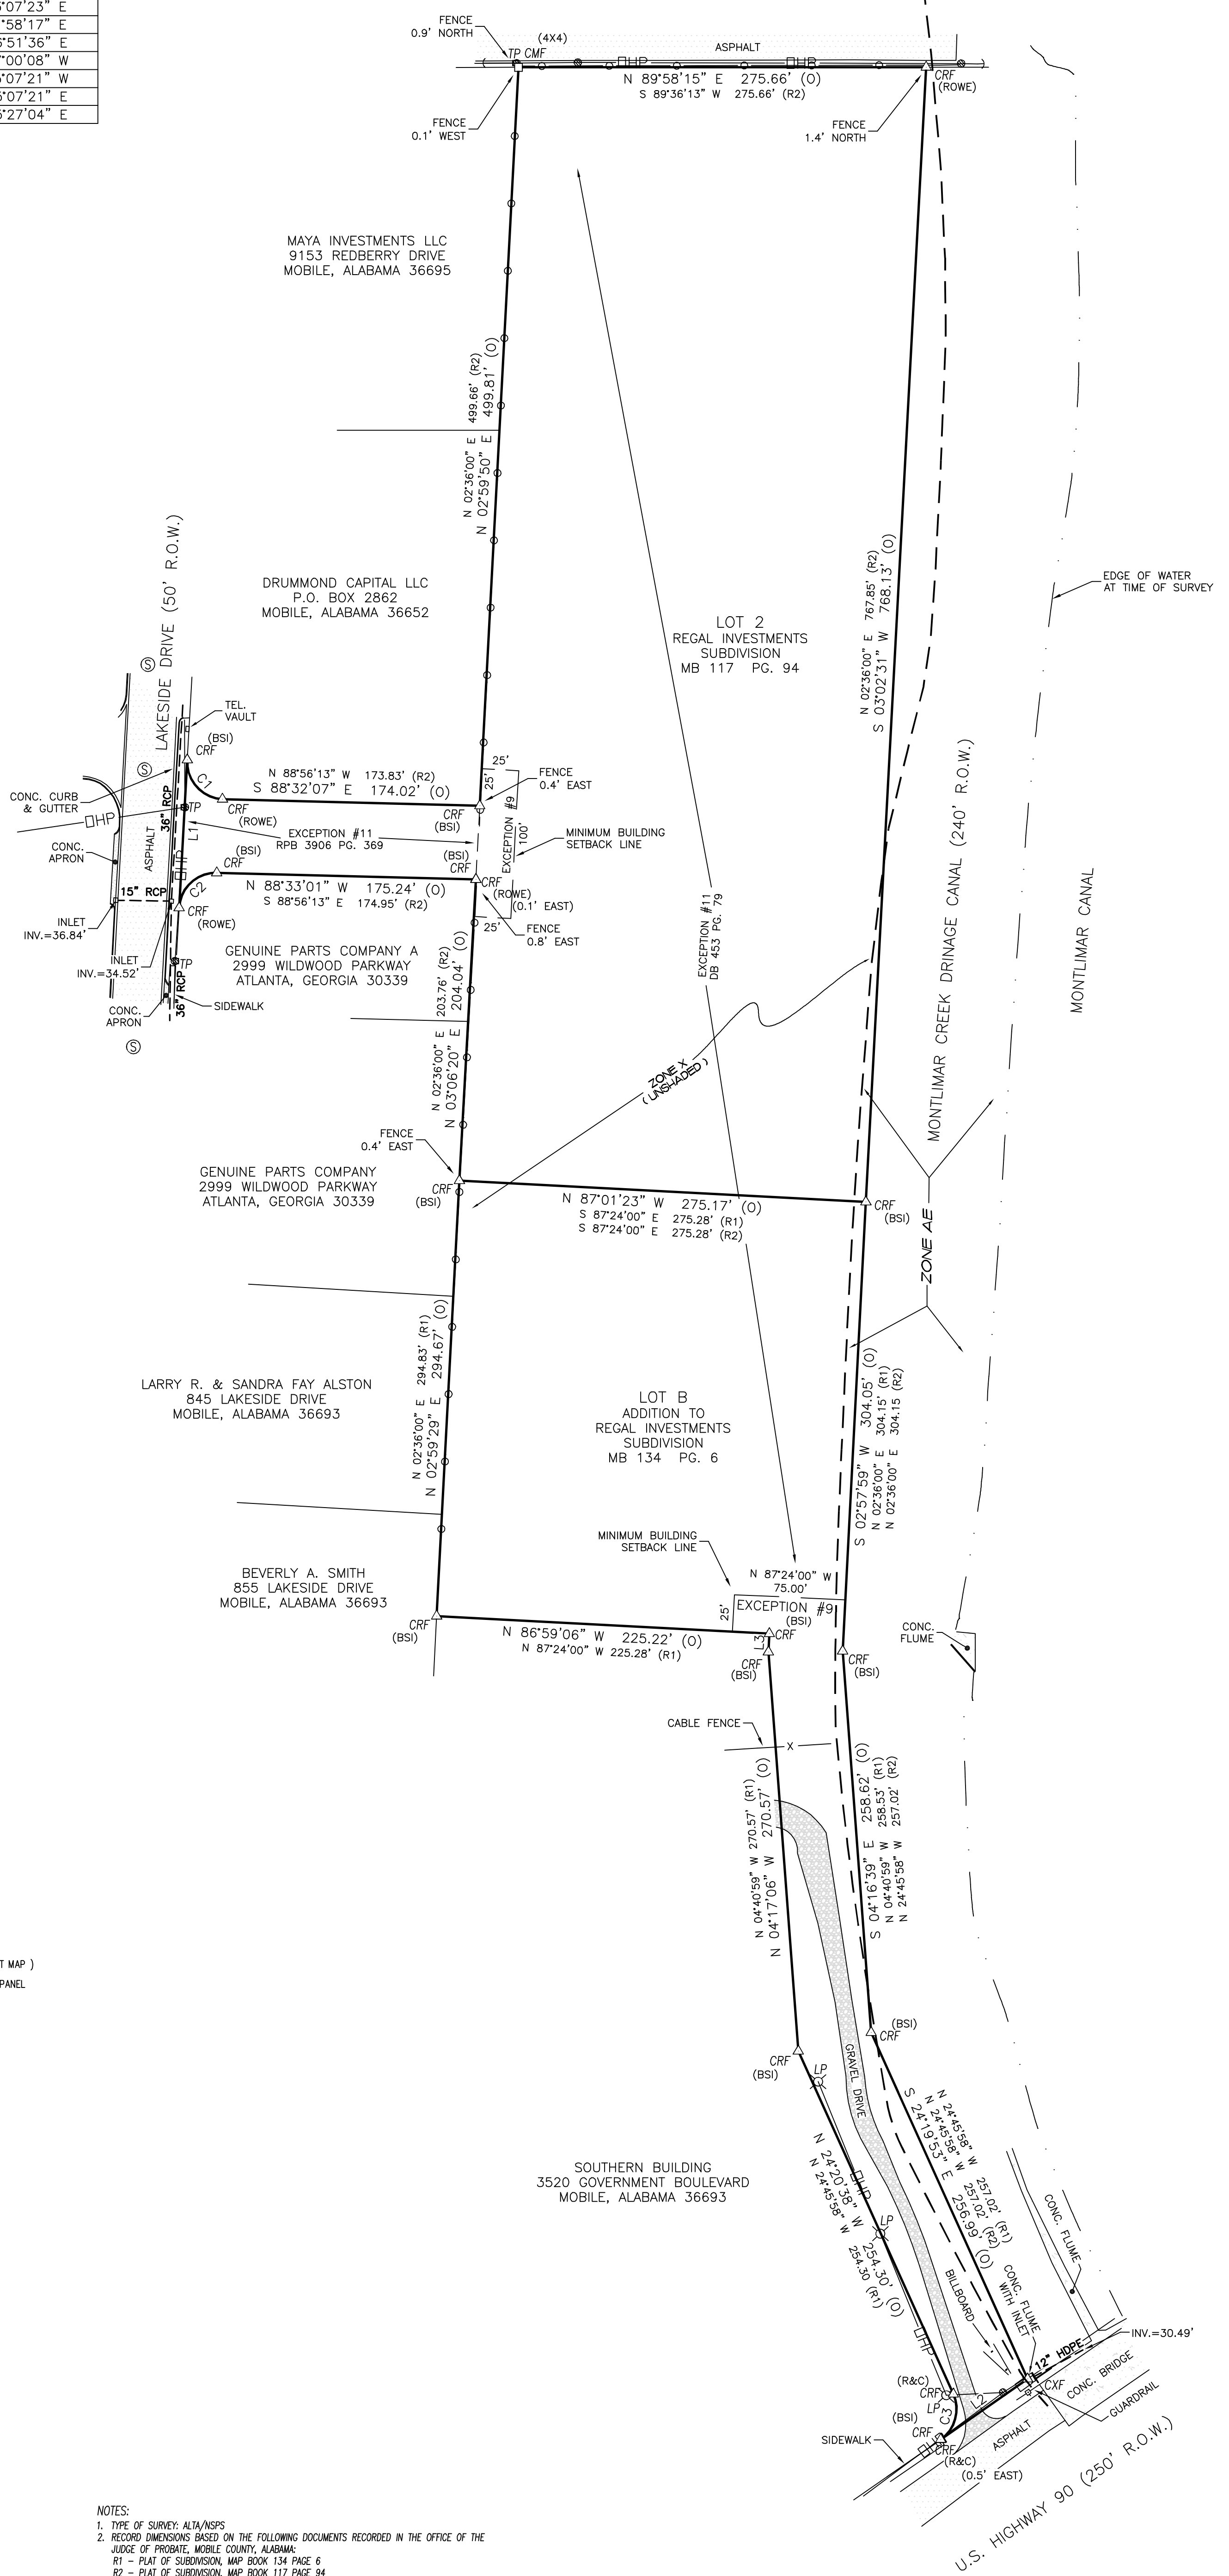 07'23" E
°58'17" E
°51'36" E
°00'08" W
°07'21" W
°07'21" E
°27'04" E
FENCE
0.9' NORTH
TP CMF
(4X4)
ASPHALT
HP
HP
N 89°58'15" E 275.66' (O)
S 89°36'13" W 275.66' (R2)
CRF
(ROWE)
FENCE
0.1' WEST
FENCE
1.4' NORTH
MAYA INVESTMENTS LLC
9153 REDBERRY DRIVE
MOBILE, ALABAMA 36695
N 02°36'00" E 499.66' (R2)
N 02°59'50" E 499.81' (O)
DRUMMOND CAPITAL LLC
P.O. BOX 2862
MOBILE, ALABAMA 36652
LOT 2
REGAL INVESTMENTS
SUBDIVISION
MB 117 PG. 94
N 02°36'00" E 767.85' (R2)
S 03°02'31" W 768.13' (O)
EDGE OF WATER
AT TIME OF SURVEY
LAKESIDE DRIVE (50' R.O.W.)
S
S
S
TEL.
VAULT
(BSI)
CRF
C1
N 88°56'13" W 173.83' (R2)
S 88°32'07" E 174.02' (O)
CRF
(ROWE)
CRF
(BSI)
25'
25'
EXCEPTION #9
100'
FENCE
0.4' EAST
MINIMUM BUILDING
SETBACK LINE
CONC. CURB
& GUTTER
HP
36" RCP
TP
L1
ASPHALT
HP
EXCEPTION #11
RPB 3906 PG. 369
(BSI)
CRF
(BSI)
CRF
CONC.
APRON
15" RCP
C2
N 88°33'01" W 175.24' (O)
S 88°56'13" E 174.95' (R2)
CRF
(ROWE)
(0.1' EAST)
25'
FENCE
0.8' EAST
CRF
(ROWE)
INLET
INV.=36.84'
INLET
INV.=34.52'
GENUINE PARTS COMPANY A
2999 WILDWOOD PARKWAY
ATLANTA, GEORGIA 30339
TP
36" RCP
SIDEWALK
CONC.
APRON
N 02°36'00" E 203.76' (R2)
N 03°06'20" E 204.04' (O)
EXCEPTION #11
DB 453 PG. 79
MONTLIMAR CREEK DRINAGE CANAL (240' R.O.W.)
MONTLIMAR CANAL
ZONE X
( UNSHADED )
FENCE
0.4' EAST
GENUINE PARTS COMPANY
2999 WILDWOOD PARKWAY
ATLANTA, GEORGIA 30339
CRF
(BSI)
N 87°01'23" W 275.17' (O)
S 87°24'00" E 275.28' (R1)
S 87°24'00" E 275.28' (R2)
CRF
(BSI)
ZONE AE
N 02°36'00" E 294.83' (R1)
N 02°59'29" E 294.67' (O)
LARRY R. & SANDRA FAY ALSTON
845 LAKESIDE DRIVE
MOBILE, ALABAMA 36693
LOT B
ADDITION TO
REGAL INVESTMENTS
SUBDIVISION
MB 134 PG. 6
S 02°57'59" W 304.05' (O)
N 02°36'00" E 304.15' (R1)
N 02°36'00" E 304.15 (R2)
MINIMUM BUILDING
SETBACK LINE
N 87°24'00" W
75.00'
25'
EXCEPTION #9
(BSI)
BEVERLY A. SMITH
855 LAKESIDE DRIVE
MOBILE, ALABAMA 36693
CRF
(BSI)
N 86°59'06" W 225.22' (O)
N 87°24'00" W 225.28' (R1)
L3
CRF
CRF
(BSI)
CRF
(BSI)
CONC.
FLUME
CABLE FENCE
X
N 04°40'59" W 270.57' (R1)
N 04°17'06" W 270.57' (O)
S 04°16'39" E 258.62' (O)
N 04°40'59" W 258.53' (R1)
N 24°45'58" W 257.02' (R2)
T MAP )
PANEL
(BSI)
CRF
CRF
(BSI)
LP
GRAVEL DRIVE
N 24°45'58" W 257.02' (R1)
N 24°45'58" W 257.02' (R2)
S 24°19'53" E 256.99' (O)
N 24°20'38" W 254.30' (O)
N 24°45'58" W 254.30 (R1)
HP
LP
SOUTHERN BUILDING
3520 GOVERNMENT BOULEVARD
MOBILE, ALABAMA 36693
CONC. FLUME
BILLBOARD
CONC. FLUME
WITH INLET
HP
INV.=30.49'
12" HDPE
CXF
CONC. BRIDGE
GUARDRAIL
(R&C)
CRF
LP
L2
C3
(BSI)
CRF
SIDEWALK
CRF
(R&C)
(0.5' EAST)
ASPHALT
U.S. HIGHWAY 90 (250' R.O.W.)
NOTES:
1. TYPE OF SURVEY: ALTA/NSPS
2. RECORD DIMENSIONS BASED ON THE FOLLOWING DOCUMENTS RECORDED IN THE OFFICE OF THE
JUDGE OF PROBATE, MOBILE COUNTY, ALABAMA:
R1 – PLAT OF SUBDIVISION, MAP BOOK 134 PAGE 6
R2 – PLAT OF SUBDIVISION, MAP BOOK 117 PAGE 94